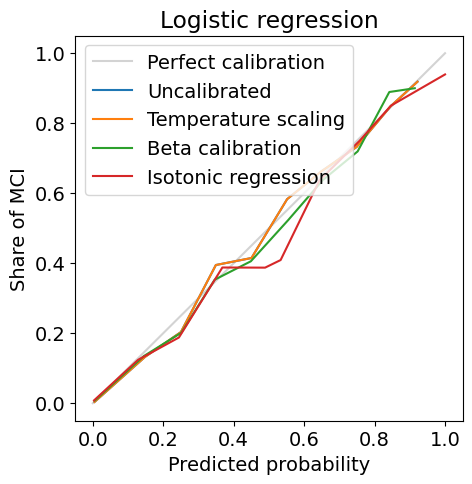 Logistic regression
Perfect calibration
Uncalibrated
Temperature scaling
Beta calibration
Isotonic regression
Share of MCI
1.0
0.8
0.6
0.4
0.2
0.0
0.0 0.2 0.4 0.6 0.8 1.0
Predicted probability